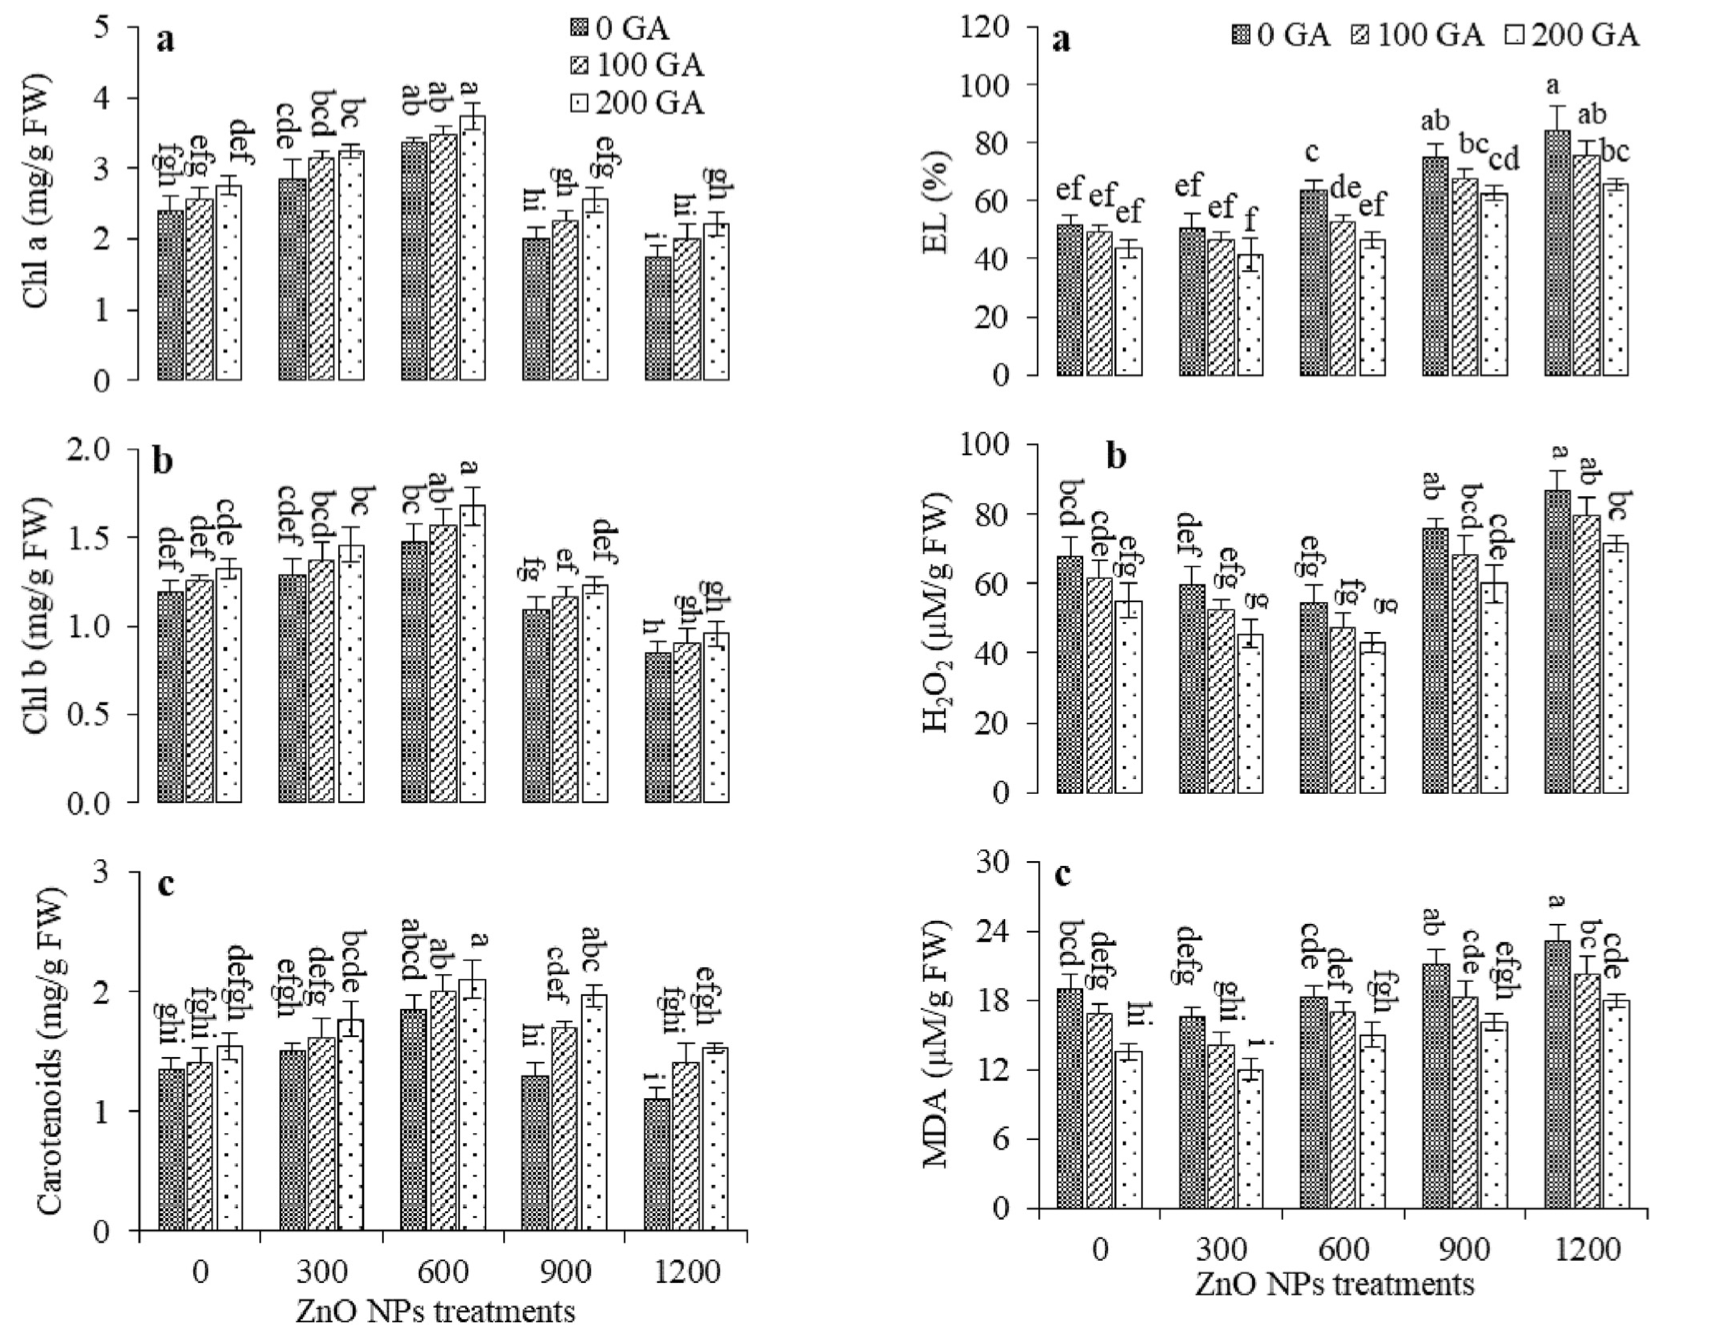 a
0 GA
100 GA
200 GA
Chl a (mg/g FW)
5
4
3
2
1
0
fgh efg def cde bcd bc ab ab a hi gh efg i hi gh
b
Chl b (mg/g FW)
2.0
1.5
1.0
0.5
0.0
def def cde cdef bcd bc bc ab a fg ef def h gh gh
c
Carotenoids (mg/g FW)
3
2
1
0
ghi fghi defgh efgh defg bcde abcd ab a hi cdef abc i fghi efgh
0 300 600 900 1200
ZnO NPs treatments
a
0 GA 100 GA 200 GA
EL (%)
120
100
80
60
40
20
0
ef ef ef ef ef f c de ef ab bc cd a ab bc
b
H₂O₂ (µM/g FW)
100
80
60
40
20
0
bcd cde efg def efg g efg fg g ab bcd cde a ab bc
c
MDA (µM/g FW)
30
24
18
12
6
0
bcd defg hi defg ghi i cde def fgh ab cde efgh a bc cde
0 300 600 900 1200
ZnO NPs treatments